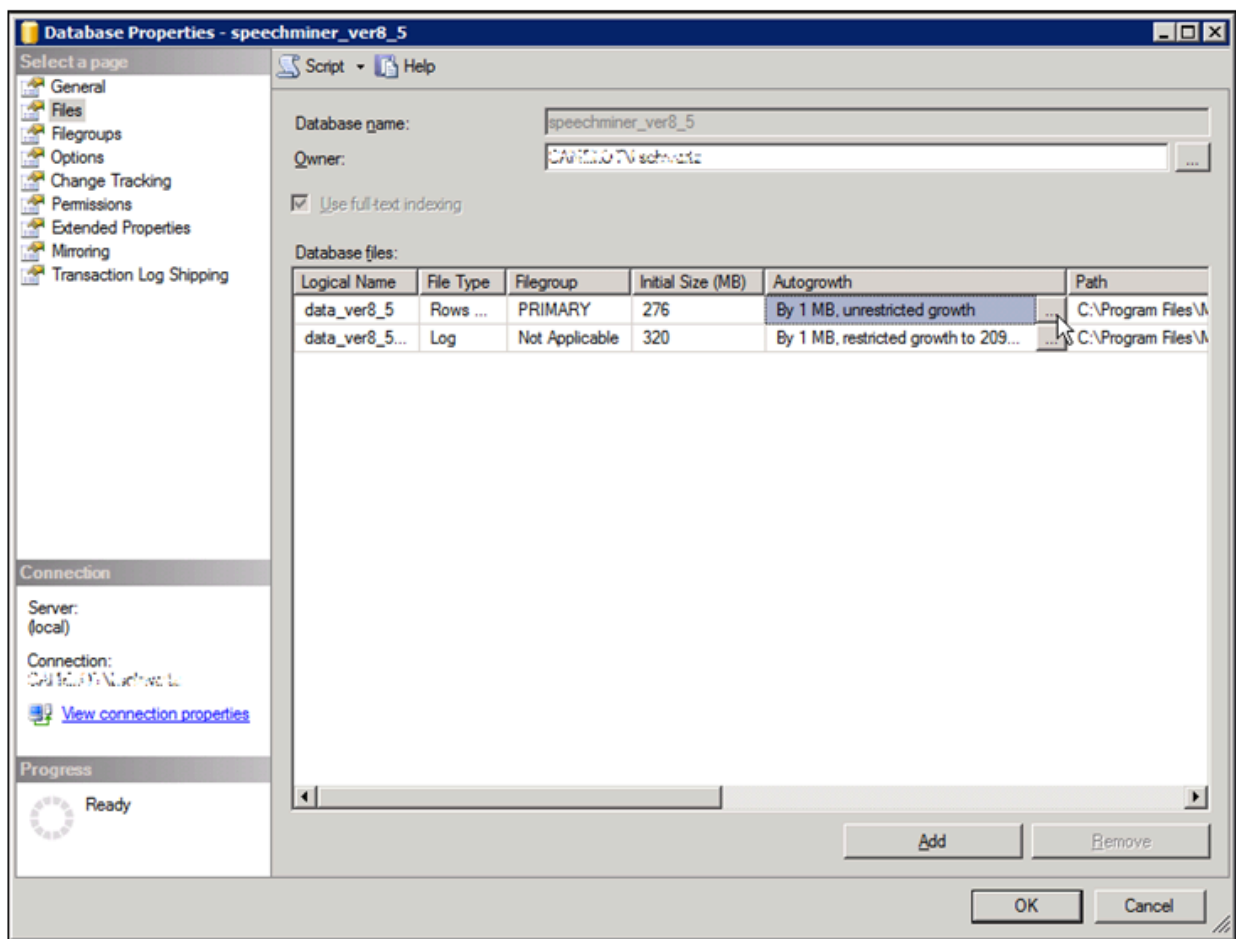 Database Properties - speechminer_ver8_5
Select a page
General
Files
Filegroups
Options
Change Tracking
Permissions
Extended Properties
Mirroring
Transaction Log Shipping
Script Help
Database name: speechminer_ver8_5
Owner: ...
Use full-text indexing
Database files:
Logical Name File Type Filegroup Initial Size (MB) Autogrowth Path
data_ver8_5 Rows ... PRIMARY 276 By 1 MB, unrestricted growth ... C:\Program Files\M
data_ver8_5... Log Not Applicable 320 By 1 MB, restricted growth to 209... ... C:\Program Files\M
Connection
Server:
(local)
Connection:
View connection properties
Progress
Ready
Add Remove
OK Cancel